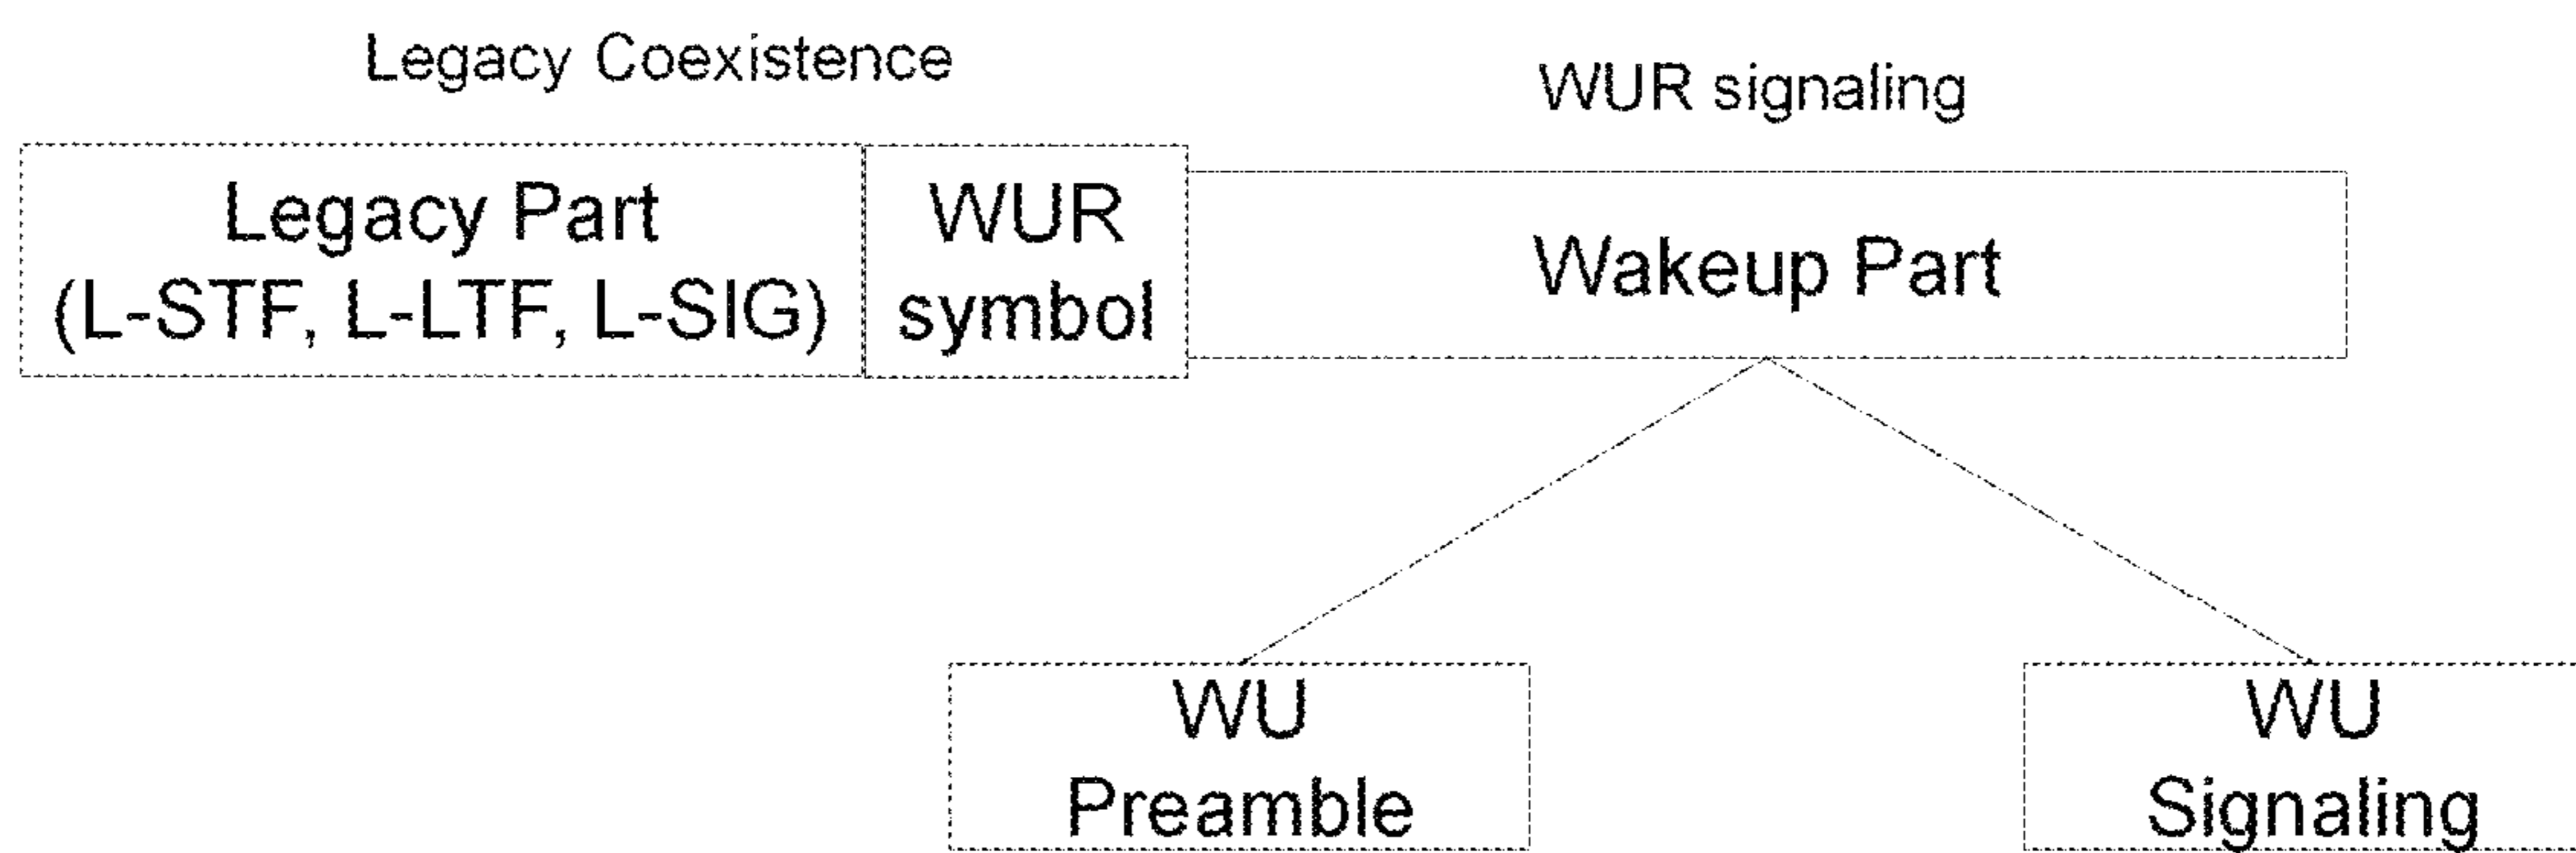 Legacy Coexistence
WUR signaling
Legacy Part
(L-STF, L-LTF, L-SIG)
WUR
symbol
Wakeup Part
WU
Preamble
WU
Signaling